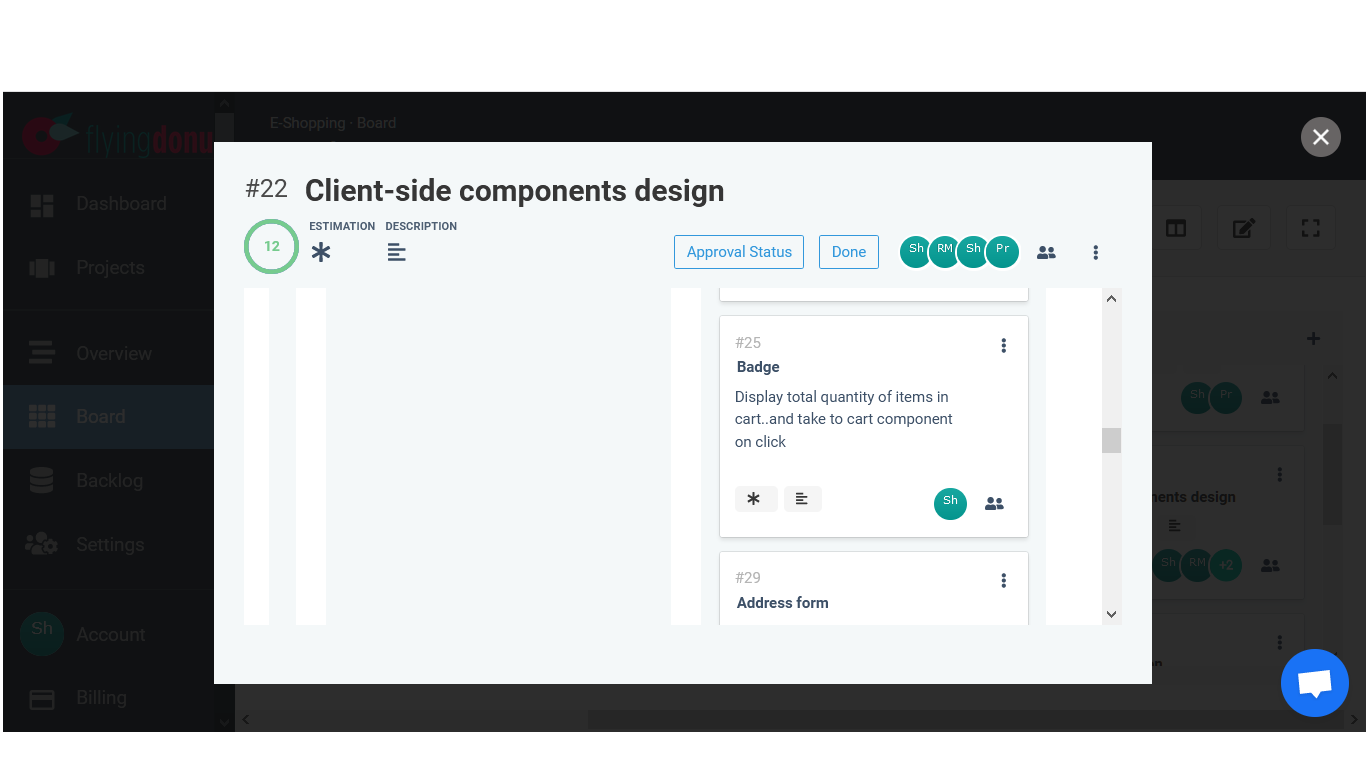 flyingdonu
E-Shopping · Board
Dashboard
Projects
Overview
Board
Backlog
Settings
Sh
Account
Billing
#22 Client-side components design
12
ESTIMATION DESCRIPTION
Approval Status
Done
Sh RM Sh Pr
#25
Badge
Display total quantity of items in
cart..and take to cart component
on click
Sh
#29
Address form
Sh Pr
nents design
Sh RM +2